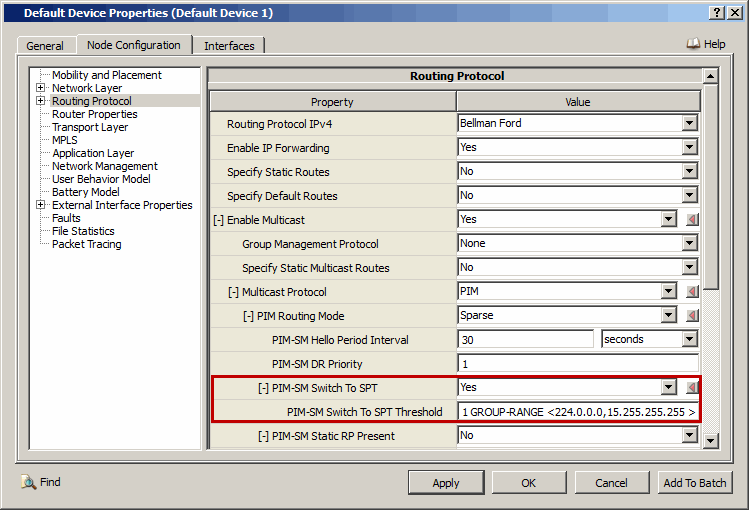 Default Device Properties (Default Device 1)
General Node Configuration Interfaces Help
Mobility and Placement
Network Layer
Routing Protocol
Router Properties
Transport Layer
MPLS
Application Layer
Network Management
User Behavior Model
Battery Model
External Interface Properties
Faults
File Statistics
Packet Tracing
Routing Protocol
Property Value
Routing Protocol IPv4 Bellman Ford
Enable IP Forwarding Yes
Specify Static Routes No
Specify Default Routes No
[-] Enable Multicast Yes
Group Management Protocol None
Specify Static Multicast Routes No
[-] Multicast Protocol PIM
[-] PIM Routing Mode Sparse
PIM-SM Hello Period Interval 30 seconds
PIM-SM DR Priority 1
[-] PIM-SM Switch To SPT Yes
PIM-SM Switch To SPT Threshold 1 GROUP-RANGE <224.0.0.0,15.255.255.255 >
[-] PIM-SM Static RP Present No
Find Apply OK Cancel Add To Batch